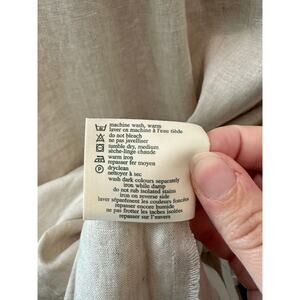 machine wash, warm
laver en machine à l'eau tiède
do not bleach
ne pas javelliser
tumble dry, medium
sèche-linge chaude
warm iron
repasser fer moyen
dryclean
nettoyer à sec
wash dark colours separately
iron while damp
do not rub isolated stains
iron on reverse side
laver séparément les couleurs foncées
repasser encore humide
ne pas frotter les taches isolées
repasser sur l'envers